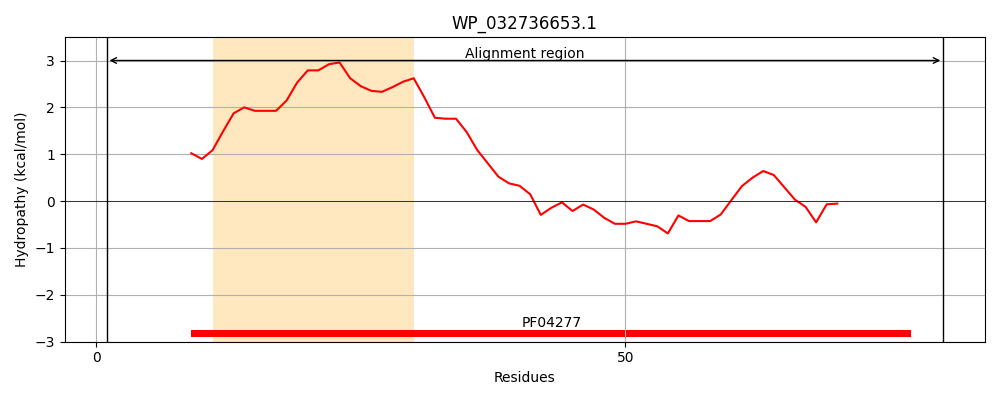 WP_032736653.1
Alignment region
3
2
1
0
−1
−2
−3
Hydropathy (kcal/mol)
PF04277
0
50
Residues